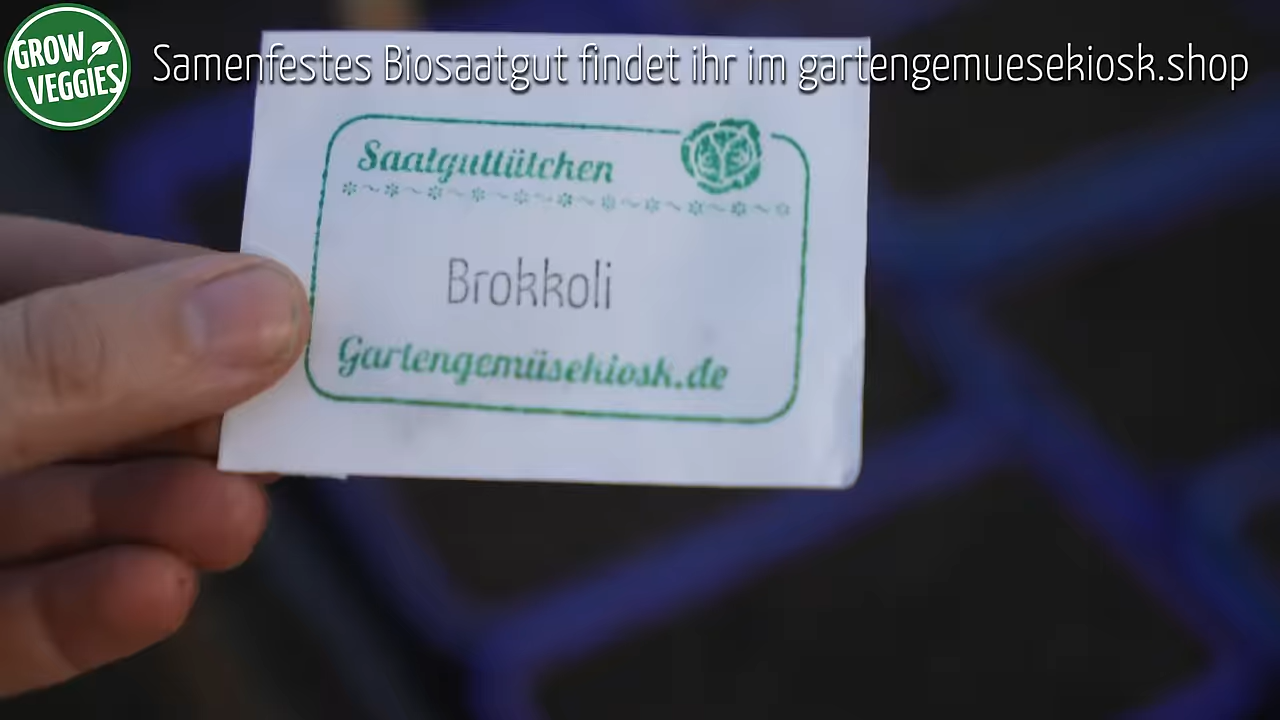 GROW
VEGGIES
Samenfestes Biosaatgut findet ihr im gartengemuesekiosk.shop
Saatguttütchen
Brokkoli
Gartengemüsekiosk.de